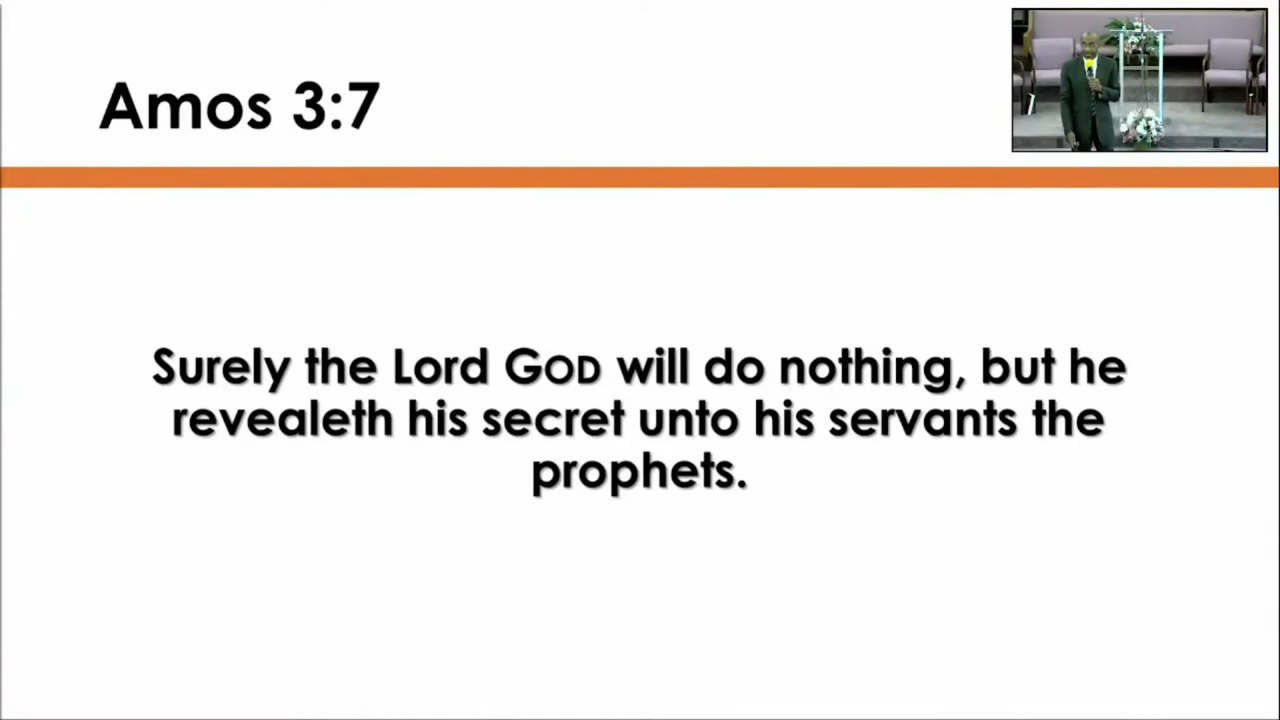 Amos 3:7
Surely the Lord GOD will do nothing, but he
revealeth his secret unto his servants the
prophets.